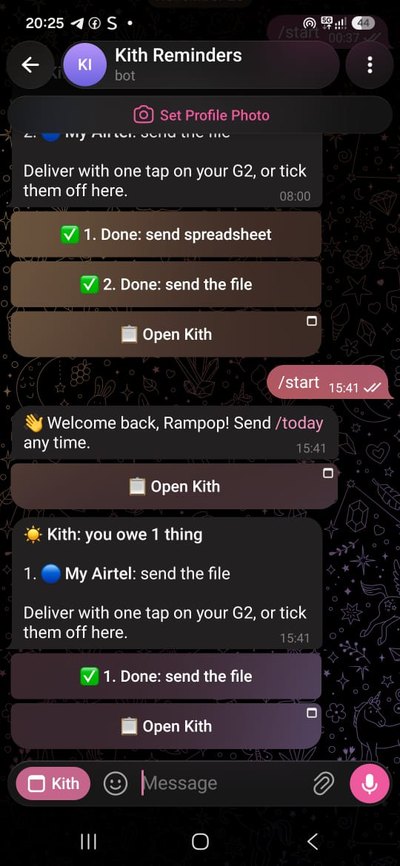 20:25
5G
44
/start 00:37
KI
Kith Reminders
bot
Set Profile Photo
2. 🔵 My Airtel: send the file
Deliver with one tap on your G2, or tick
them off here.
08:00
✅ 1. Done: send spreadsheet
✅ 2. Done: send the file
📋 Open Kith
/start 15:41
👋 Welcome back, Rampop! Send /today
any time.
15:41
📋 Open Kith
☀️ Kith: you owe 1 thing
1. 🔵 My Airtel: send the file
Deliver with one tap on your G2, or tick
them off here.
15:41
✅ 1. Done: send the file
📋 Open Kith
Kith
Message